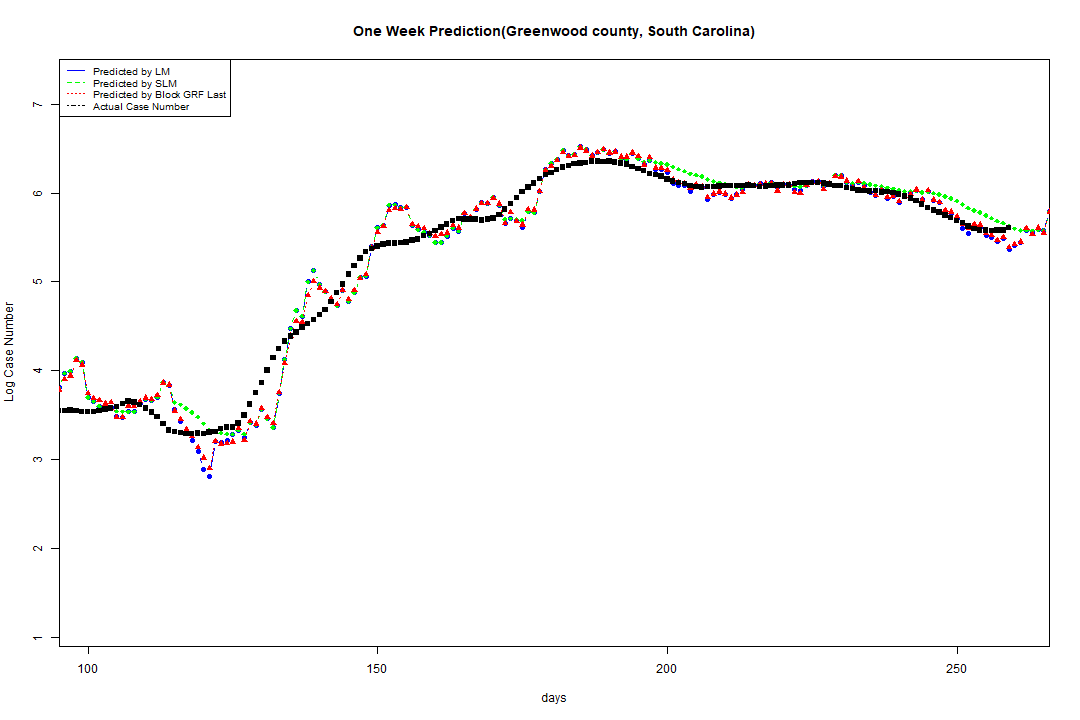 One Week Prediction(Greenwood county, South Carolina)
Predicted by LM
Predicted by SLM
Predicted by Block GRF Last
Actual Case Number
7
6
5
4
3
2
1
Log Case Number
100 150 200 250
days